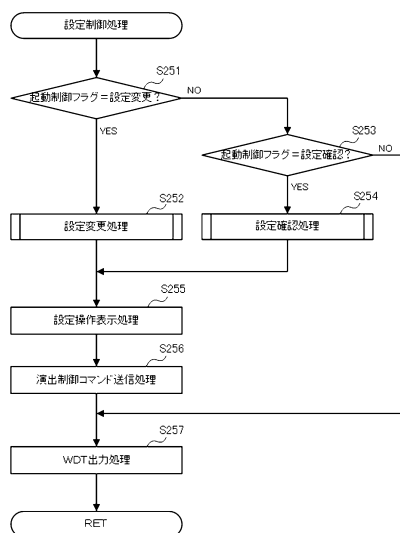 設定制御処理
S251
起動制御フラグ＝設定変更？
NO
YES
S253
起動制御フラグ＝設定確認？
NO
YES
S252
設定変更処理
S254
設定確認処理
S255
設定操作表示処理
S256
演出制御コマンド送信処理
S257
WDT出力処理
RET